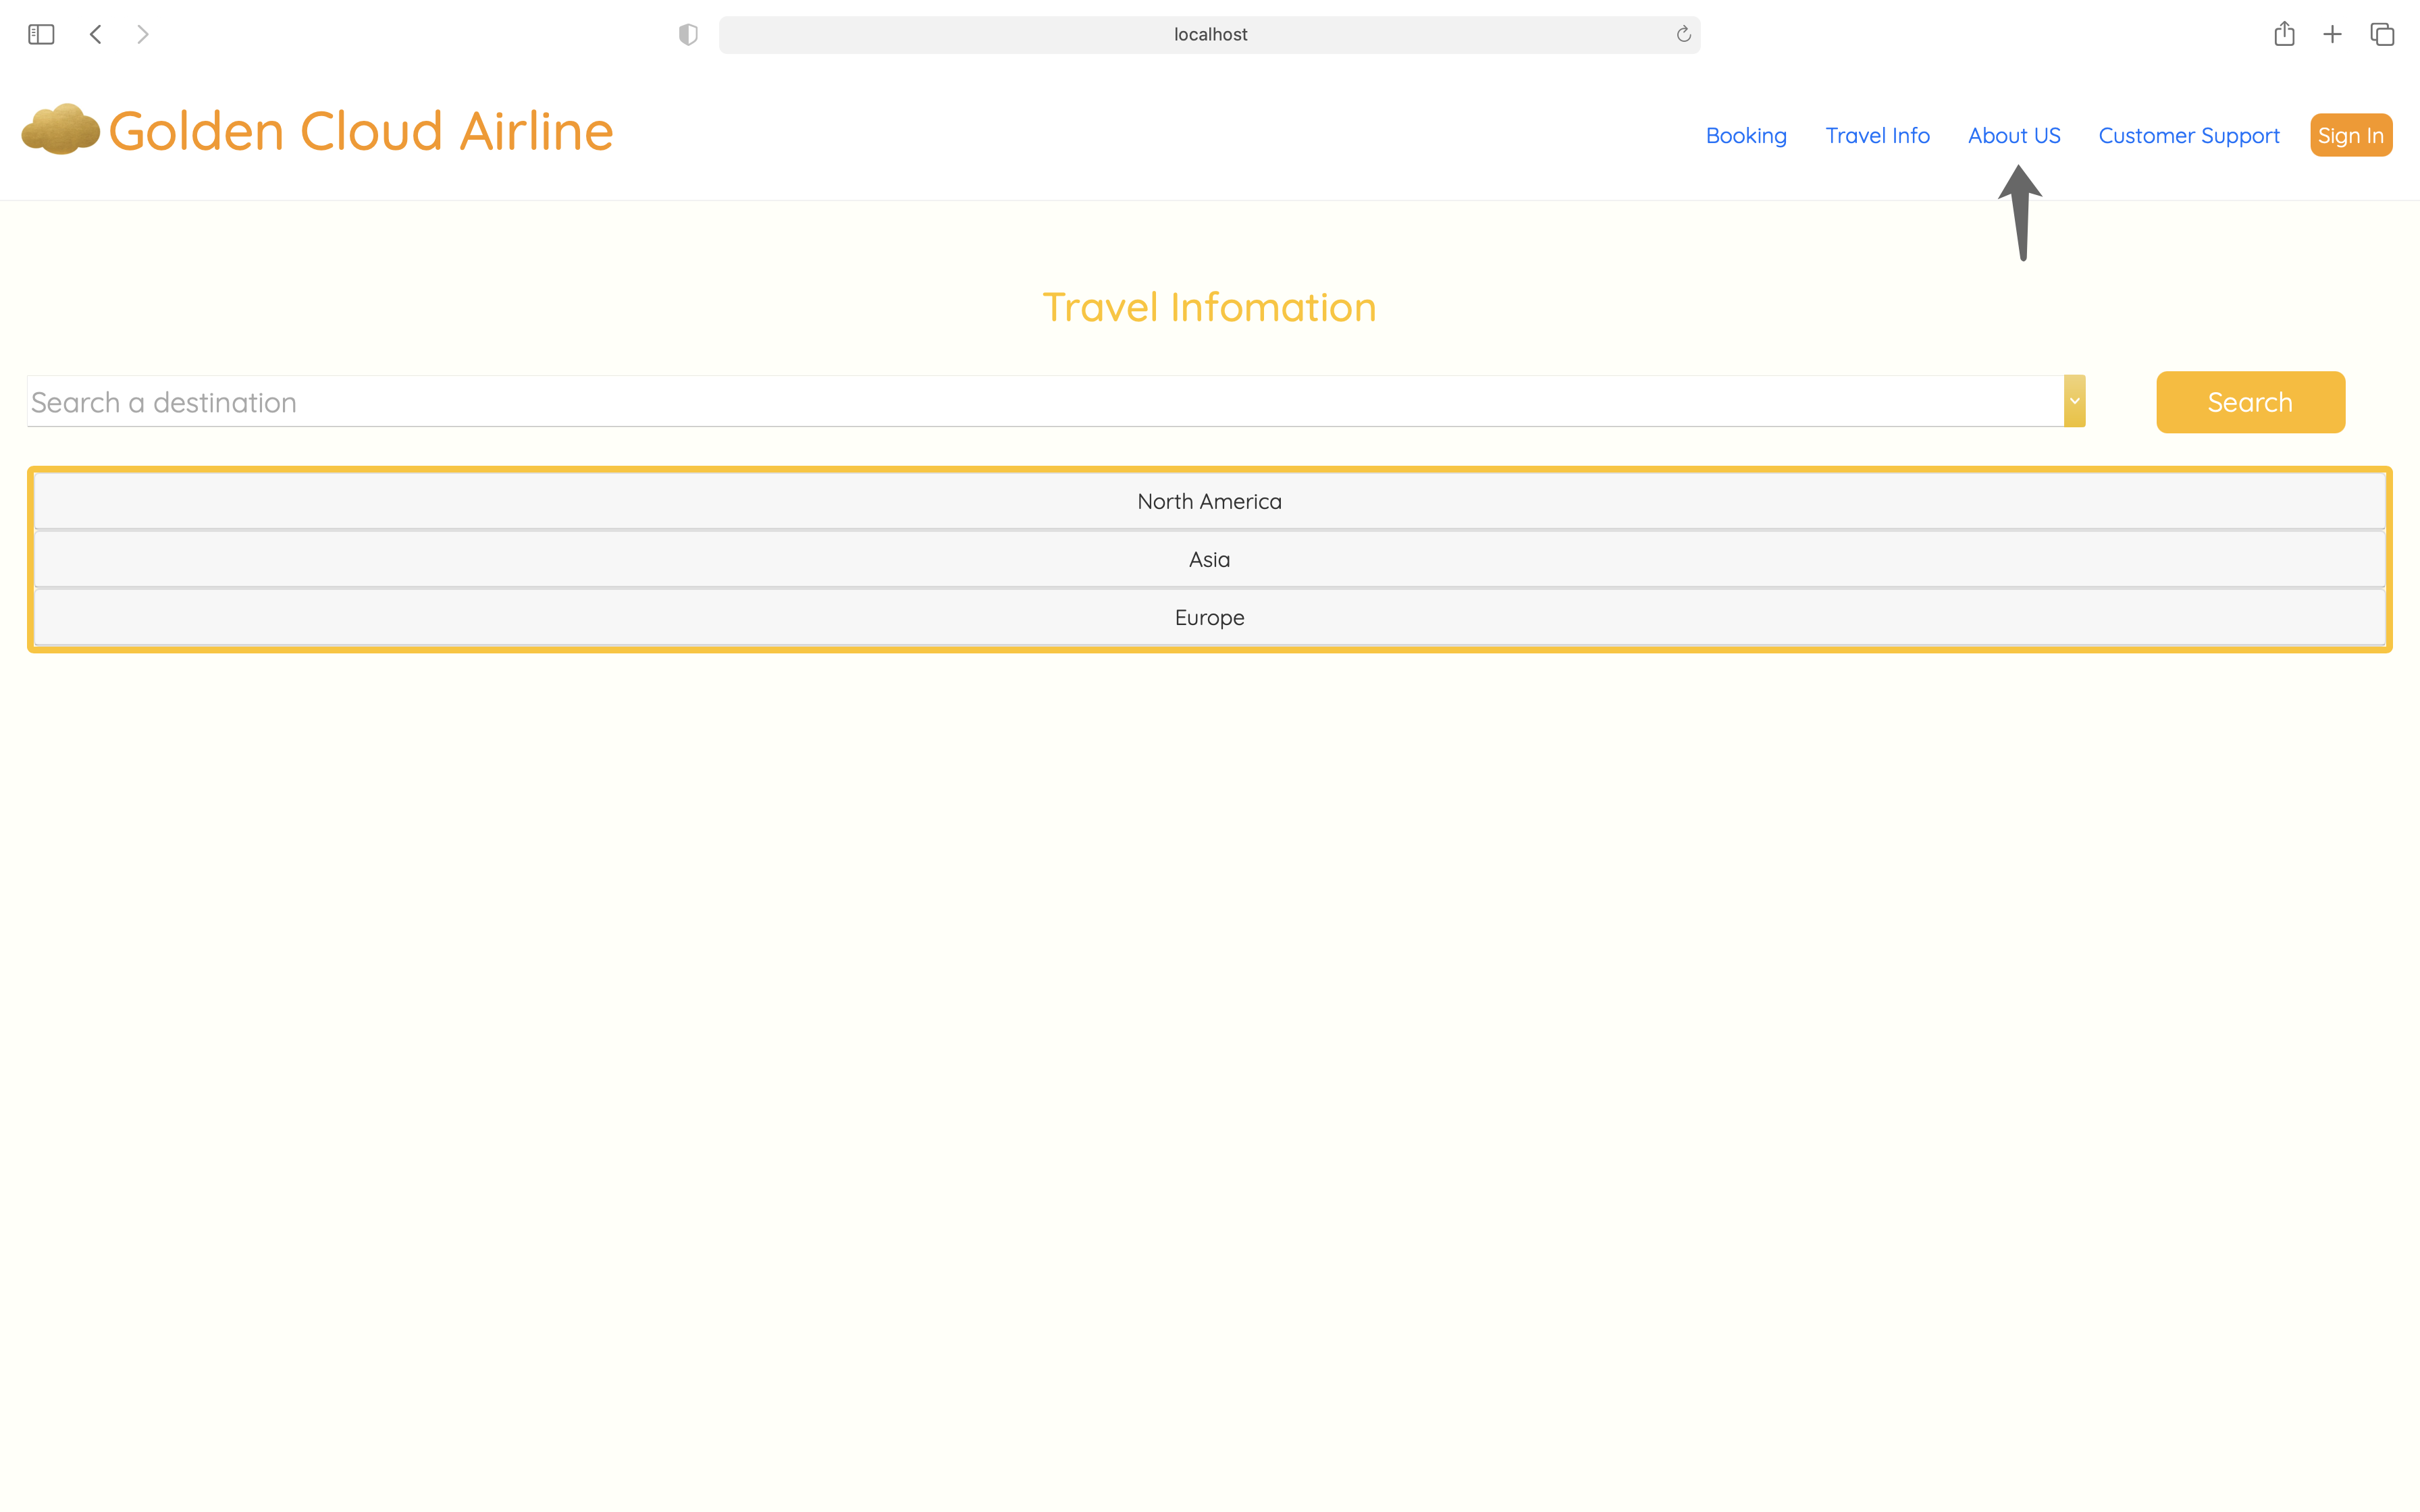 localhost
Golden Cloud Airline
Booking Travel Info About US Customer Support Sign In
Travel Infomation
Search a destination
Search
North America
Asia
Europe